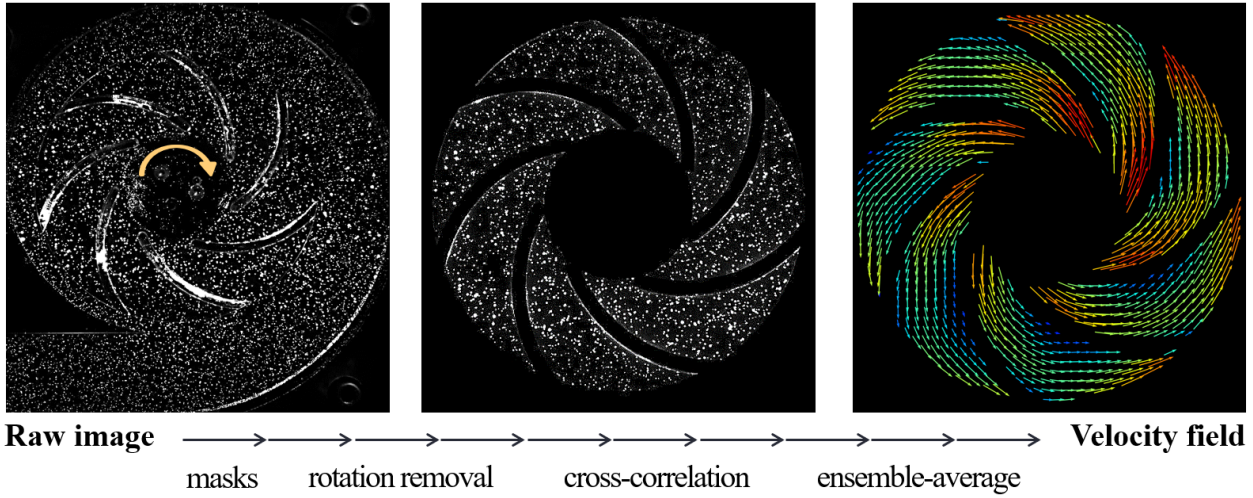 Raw image
Velocity field
masks
rotation removal
cross-correlation
ensemble-average